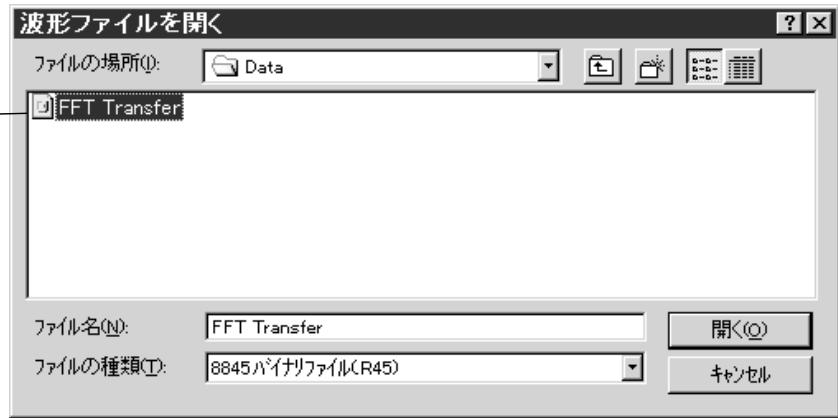 波形ファイルを開く
ﾌｧｲﾙの場所(I):
Data
FFT Transfer
ﾌｧｲﾙ名(N):
FFT Transfer
開く(O)
ﾌｧｲﾙの種類(T):
8845ﾊﾞｲﾅﾘﾌｧｲﾙ(R45)
ｷｬﾝｾﾙ